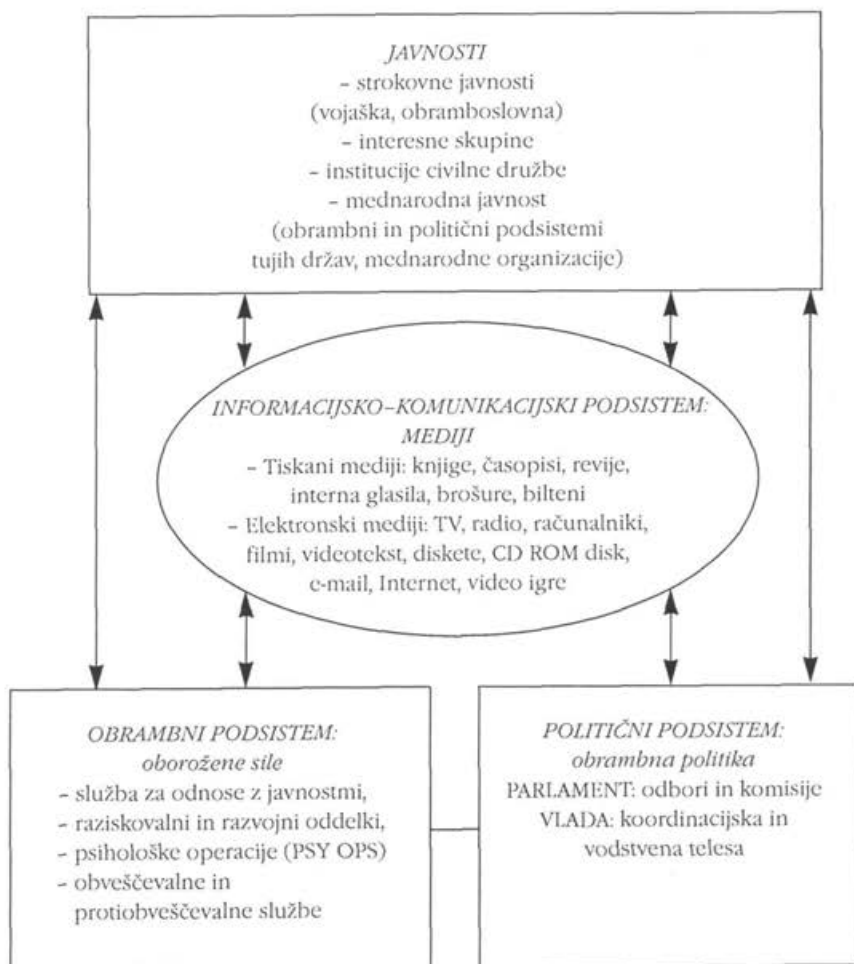 JAVNOSTI
– strokovne javnosti
(vojaška, obramboslovna)
– interesne skupine
– institucije civilne družbe
– mednarodna javnost
(obrambni in politični podsistemi
tujih držav, mednarodne organizacije)
INFORMACIJSKO–KOMUNIKACIJSKI PODSISTEM:
MEDIJI
– Tiskani mediji: knjige, časopisi, revije,
interna glasila, brošure, bilteni
– Elektronski mediji: TV, radio, računalniki,
filmi, videotekst, diskete, CD ROM disk,
e-mail, Internet, video igre
OBRAMBNI PODSISTEM:
oborožene sile
– služba za odnose z javnostmi,
– raziskovalni in razvojni oddelki,
– psihološke operacije (PSY OPS)
– obveščevalne in
protiobveščevalne službe
POLITIČNI PODSISTEM:
obrambna politika
PARLAMENT: odbori in komisije
VLADA: koordinacijska in
vodstvena telesa